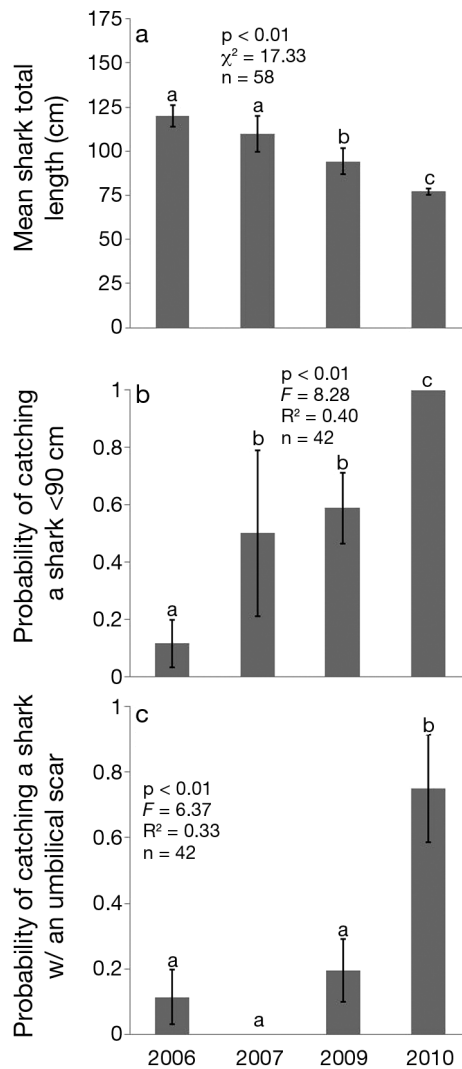 a
Mean shark total
length (cm)
175
150
125
100
75
50
25
0
p < 0.01
χ² = 17.33
n = 58
a
a
b
c
b
Probability of catching
a shark <90 cm
1
0.8
0.6
0.4
0.2
0
p < 0.01
F = 8.28
R² = 0.40
n = 42
a
b
b
c
c
Probability of catching a shark
w/ an umbilical scar
1
0.8
0.6
0.4
0.2
0
p < 0.01
F = 6.37
R² = 0.33
n = 42
a
a
a
b
2006 2007 2009 2010